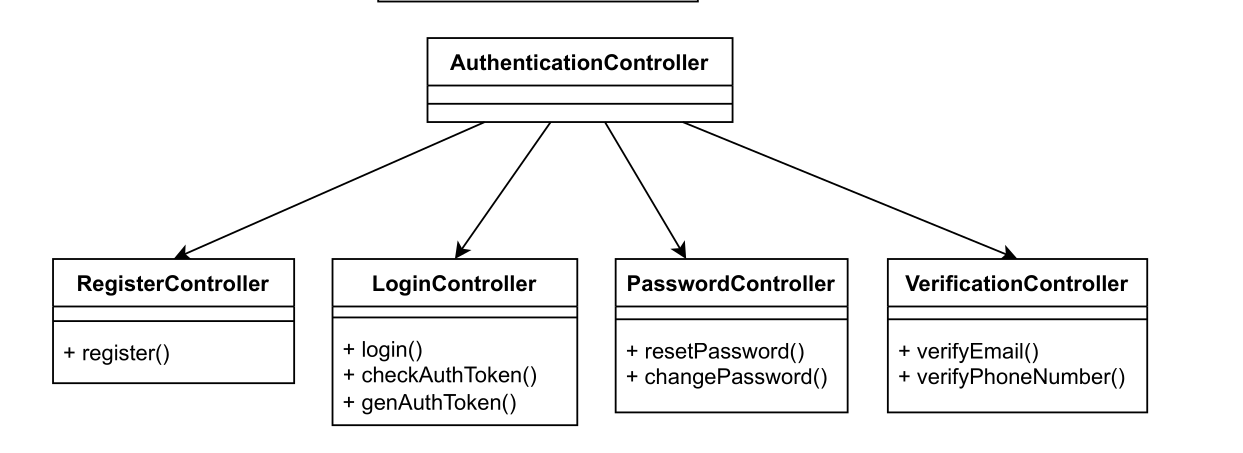 AuthenticationController
RegisterController
+ register()
LoginController
+ login()
+ checkAuthToken()
+ genAuthToken()
PasswordController
+ resetPassword()
+ changePassword()
VerificationController
+ verifyEmail()
+ verifyPhoneNumber()